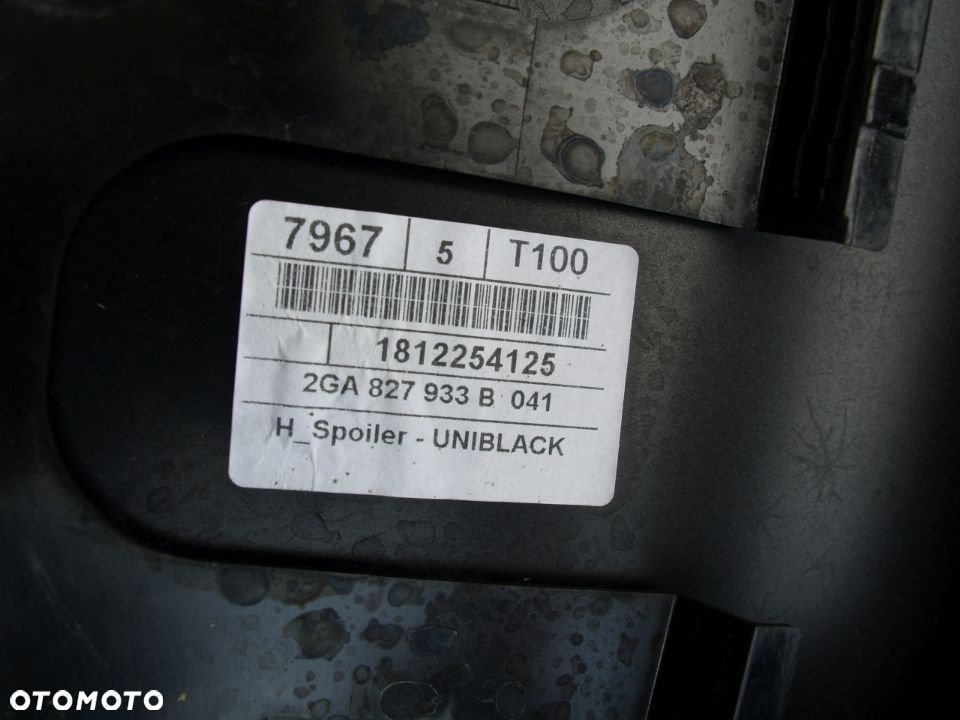 7967 5 T100
1812254125
2GA 827 933 B 041
H_Spoiler - UNIBLACK
OTOMOTO